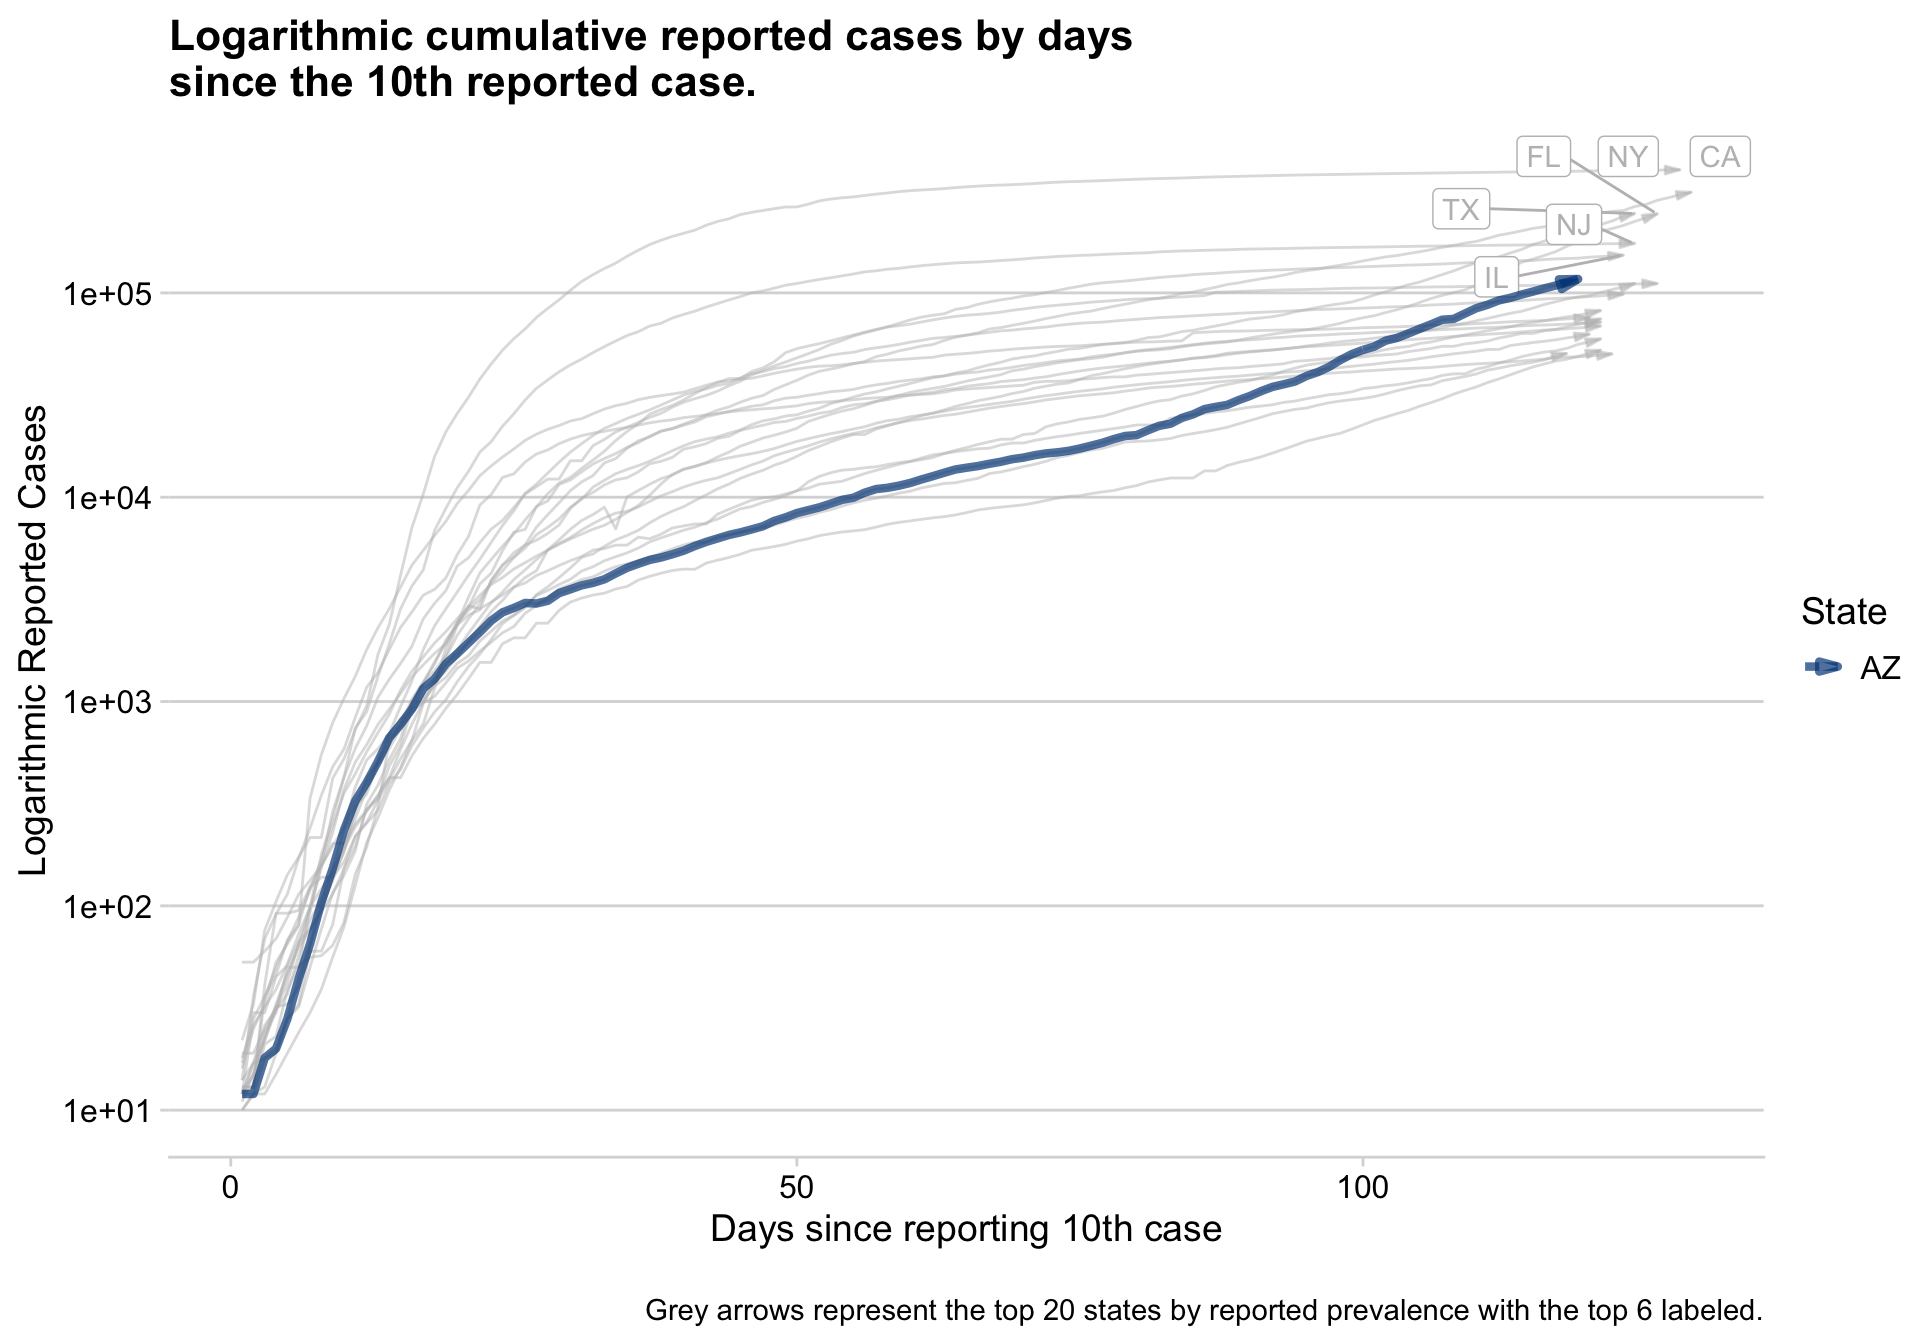 Logarithmic cumulative reported cases by days
since the 10th reported case.
FL
NY
CA
TX
NJ
IL
1e+05
1e+04
1e+03
1e+02
1e+01
Logarithmic Reported Cases
State
AZ
0
50
100
Days since reporting 10th case
Grey arrows represent the top 20 states by reported prevalence with the top 6 labeled.